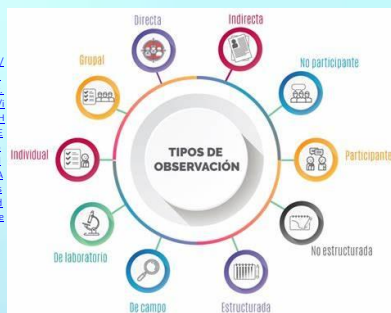 Directa
Indirecta
Grupal
No participante
Individual
TIPOS DE
OBSERVACIÓN
Participante
De laboratorio
No estructurada
De campo
Estructurada